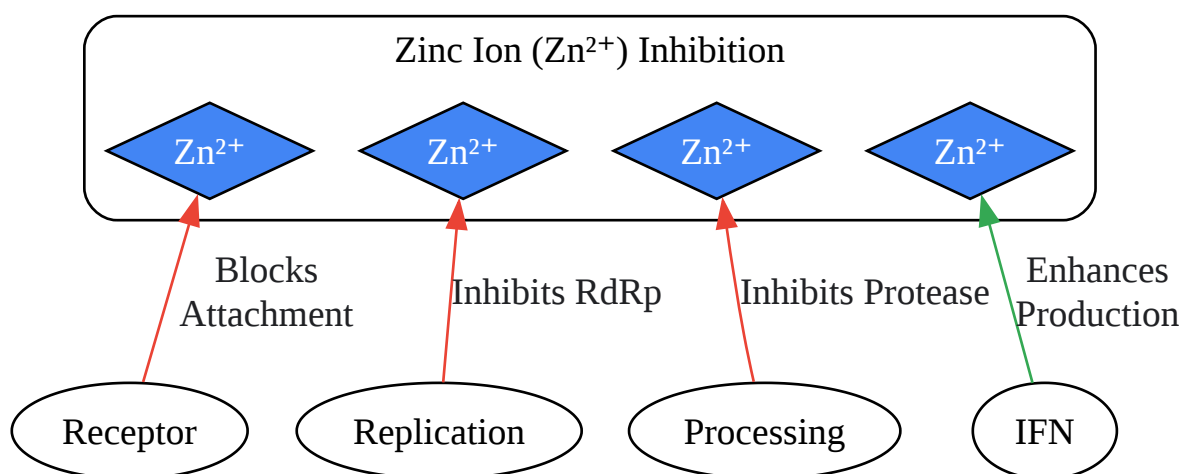 Zinc Ion (Zn²⁺) Inhibition
Zn²⁺ Zn²⁺ Zn²⁺ Zn²⁺
Blocks
Attachment
Inhibits RdRp
Inhibits Protease
Enhances
Production
Receptor Replication Processing IFN